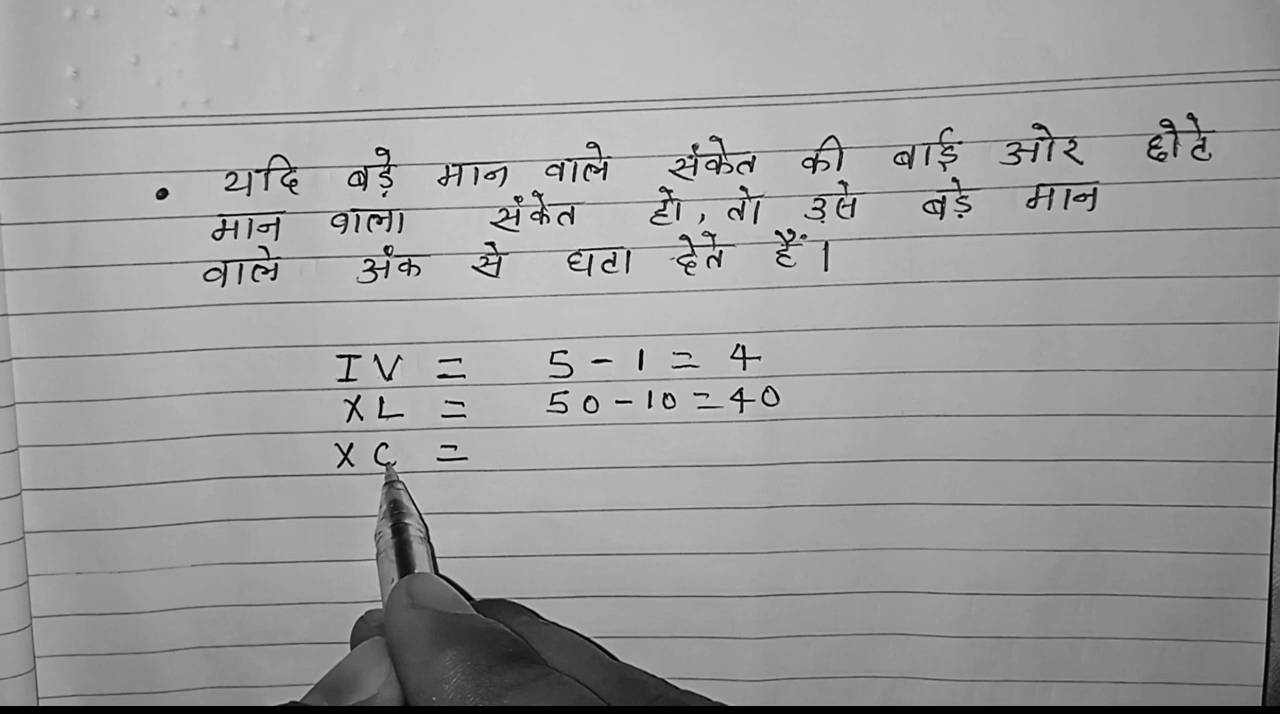 • यदि बड़े मान वाले संकेत की बाईं ओर छोटे
मान वाला संकेत हो, तो उसे बड़े मान
वाले अंक से घटा देते हैं।
IV = 5 - 1 = 4
XL = 50 - 10 = 40
XC =